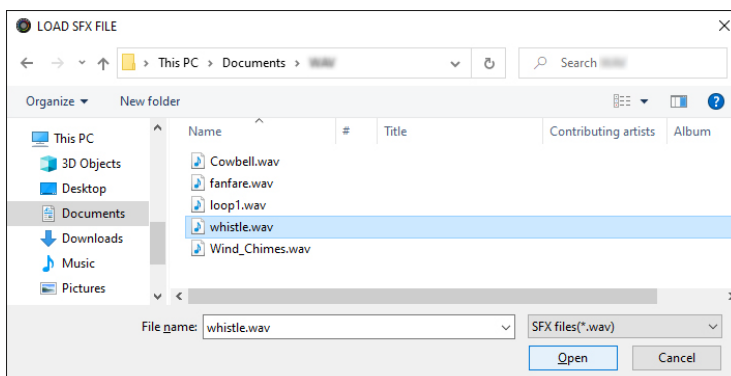 LOAD SFX FILE
This PC > Documents >
Search
Organize New folder
Name # Title Contributing artists Album
This PC
3D Objects
Desktop
Documents
Downloads
Music
Pictures
Cowbell.wav
fanfare.wav
loop1.wav
whistle.wav
Wind_Chimes.wav
File name: whistle.wav SFX files(*.wav)
Open Cancel